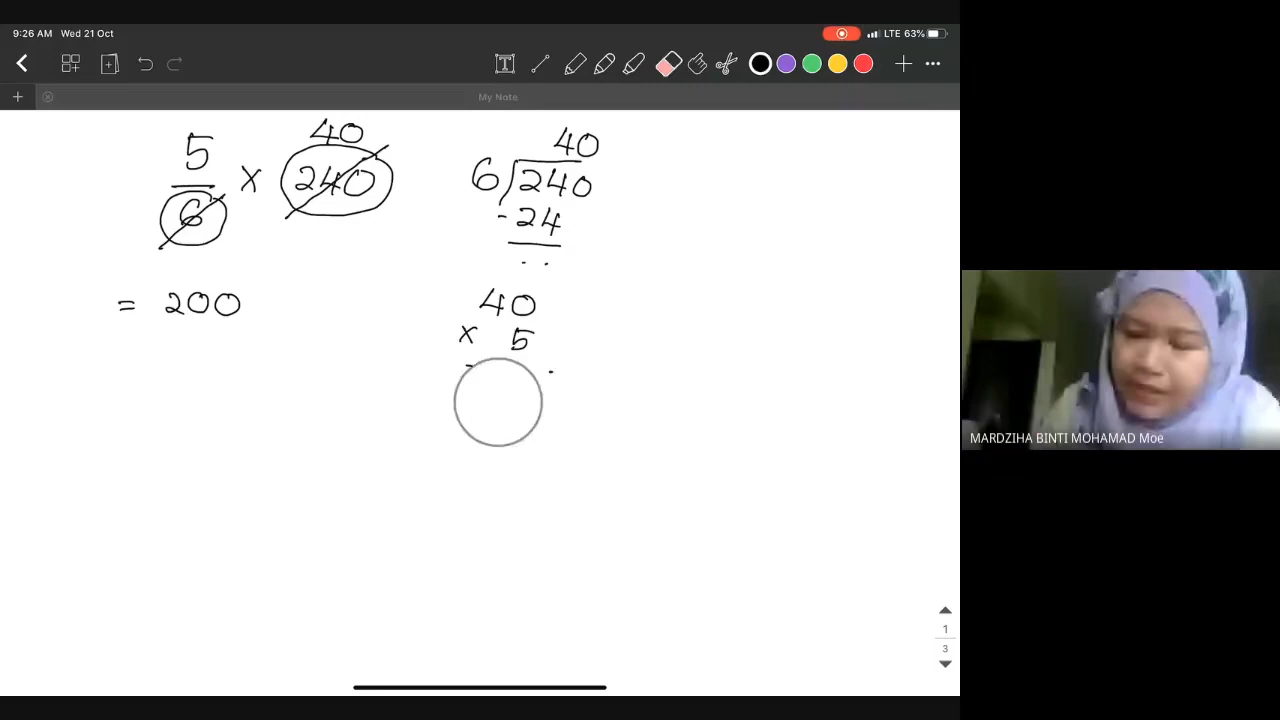 9:26 AM Wed 21 Oct
LTE 63%
T
My Note
5/6 × 240
40
= 200
40
6)240
-24
40
× 5
MARDZIHA BINTI MOHAMAD Moe
1
3